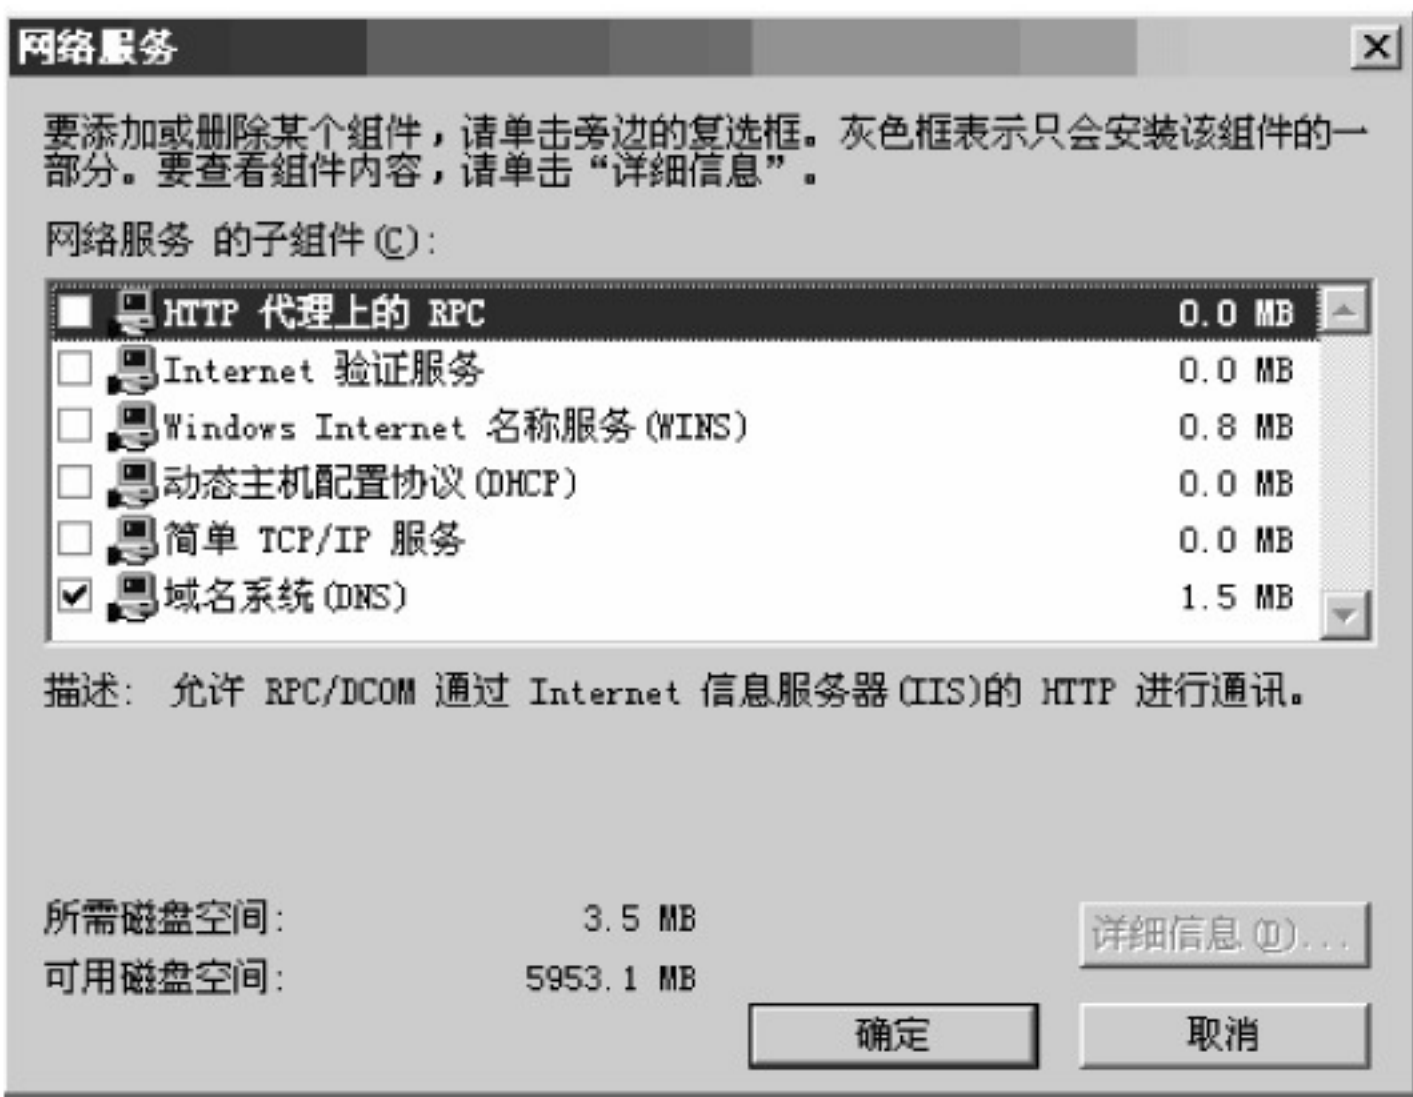 网络服务
要添加或删除某个组件，请单击旁边的复选框。灰色框表示只会安装该组件的一
部分。要查看组件内容，请单击“详细信息”。
网络服务 的子组件(C):
HTTP 代理上的 RPC 0.0 MB
Internet 验证服务 0.0 MB
Windows Internet 名称服务(WINS) 0.8 MB
动态主机配置协议(DHCP) 0.0 MB
简单 TCP/IP 服务 0.0 MB
域名系统(DNS) 1.5 MB
描述: 允许 RPC/DCOM 通过 Internet 信息服务器(IIS)的 HTTP 进行通讯。
所需磁盘空间: 3.5 MB
详细信息(D)...
可用磁盘空间: 5953.1 MB
确定 取消